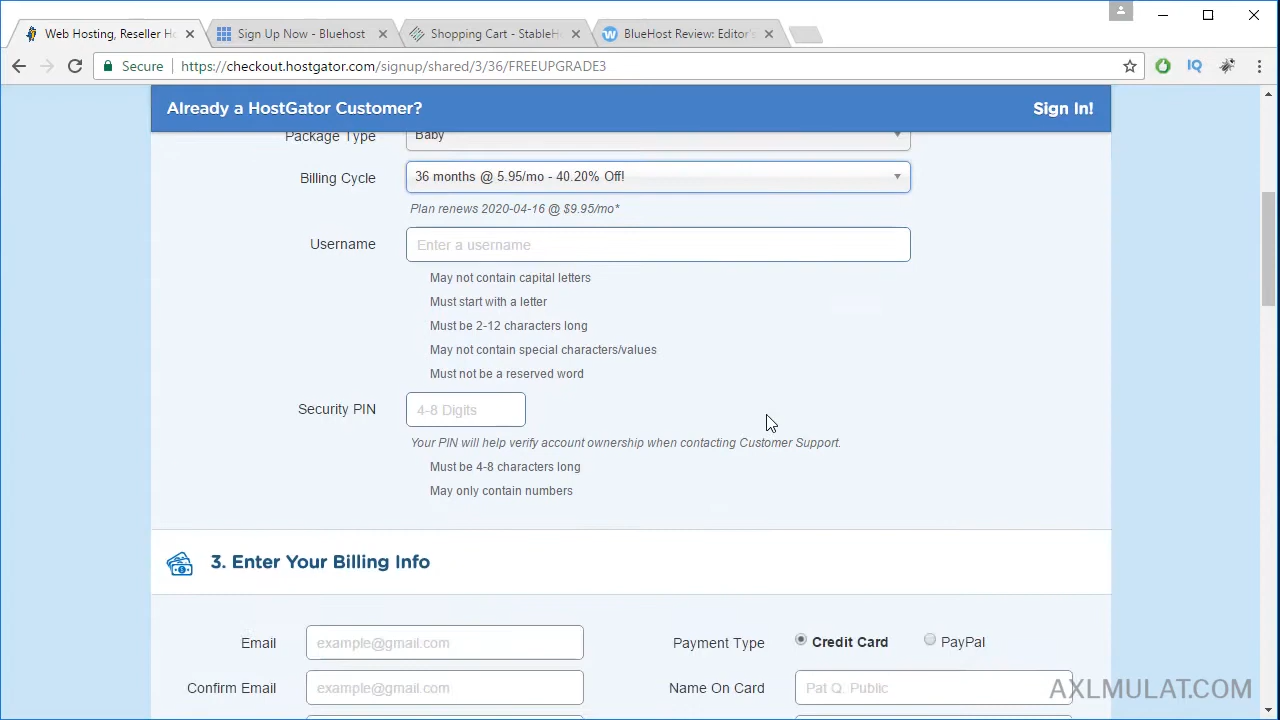 Web Hosting, Reseller Ho
Sign Up Now - Bluehost
Shopping Cart - StableHo
BlueHost Review: Editor's
Secure
https://checkout.hostgator.com/signup/shared/3/36/FREEUPGRADE3
IQ
Already a HostGator Customer?
Sign In!
Package Type
Baby
Billing Cycle
36 months @ 5.95/mo - 40.20% Off!
Plan renews 2020-04-16 @ $9.95/mo*
Username
Enter a username
May not contain capital letters
Must start with a letter
Must be 2-12 characters long
May not contain special characters/values
Must not be a reserved word
Security PIN
4-8 Digits
Your PIN will help verify account ownership when contacting Customer Support.
Must be 4-8 characters long
May only contain numbers
3. Enter Your Billing Info
Email
example@gmail.com
Payment Type
Credit Card
PayPal
Confirm Email
example@gmail.com
Name On Card
Pat Q. Public
AXLMULAT.COM